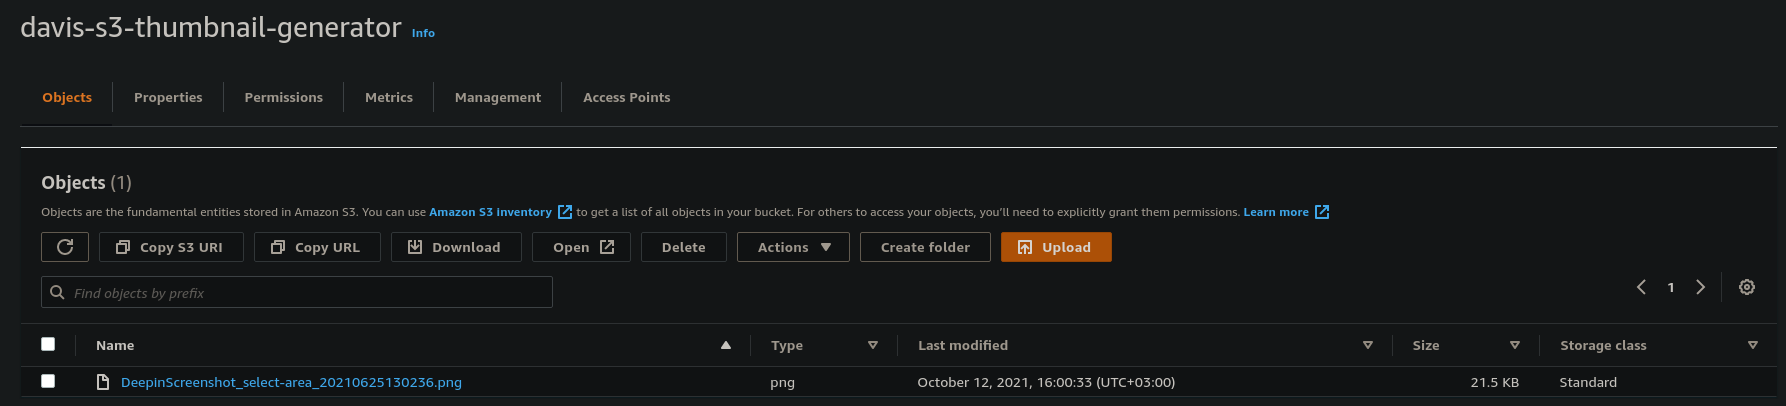 davis-s3-thumbnail-generator Info
Objects Properties Permissions Metrics Management Access Points
Objects (1)
Objects are the fundamental entities stored in Amazon S3. You can use Amazon S3 inventory to get a list of all objects in your bucket. For others to access your objects, you'll need to explicitly grant them permissions. Learn more
Copy S3 URI Copy URL Download Open Delete Actions Create folder Upload
Find objects by prefix 1
Name Type Last modified Size Storage class
DeepinScreenshot_select-area_20210625130236.png png October 12, 2021, 16:00:33 (UTC+03:00) 21.5 KB Standard